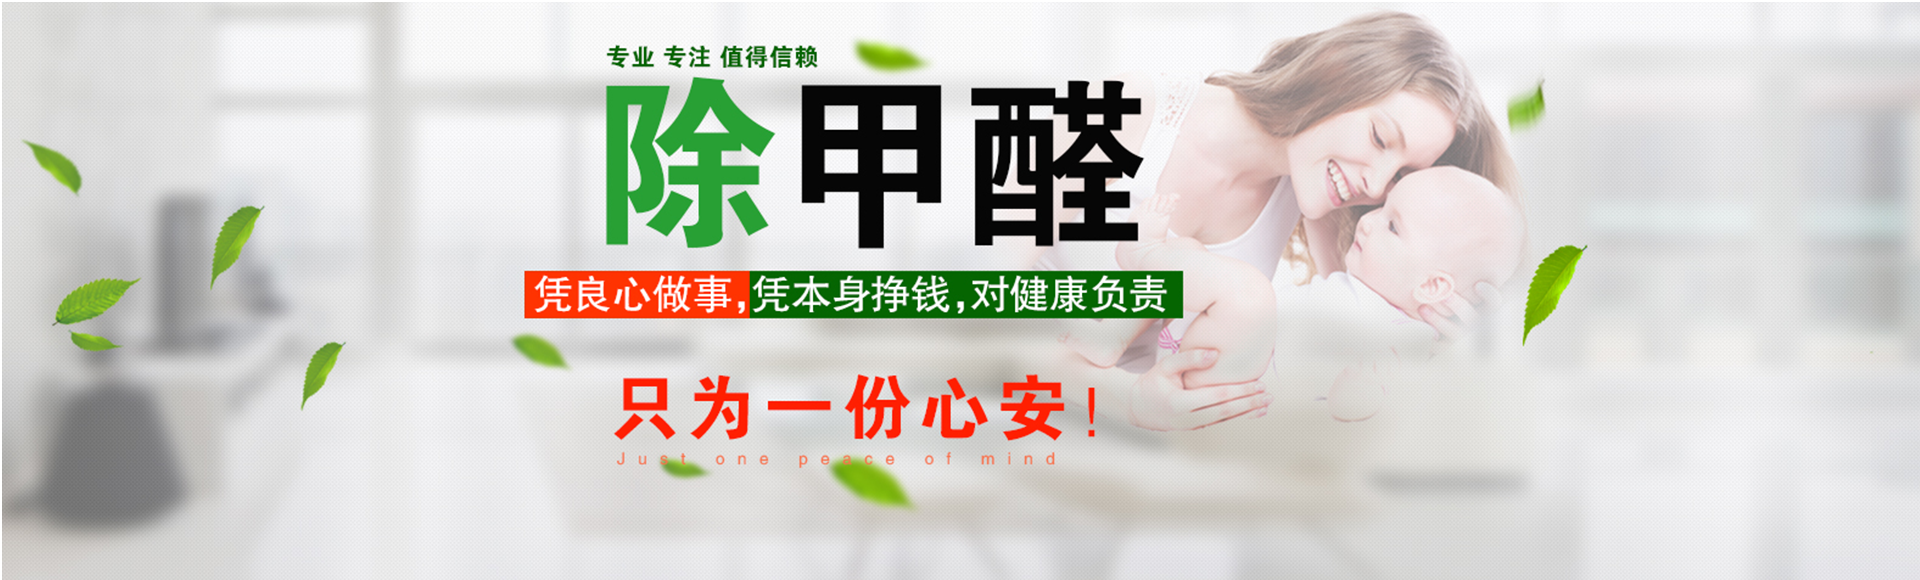 专业 专注 值得信赖
除甲醛
凭良心做事,凭本身挣钱,对健康负责
只为一份心安!
Just one peace of mind